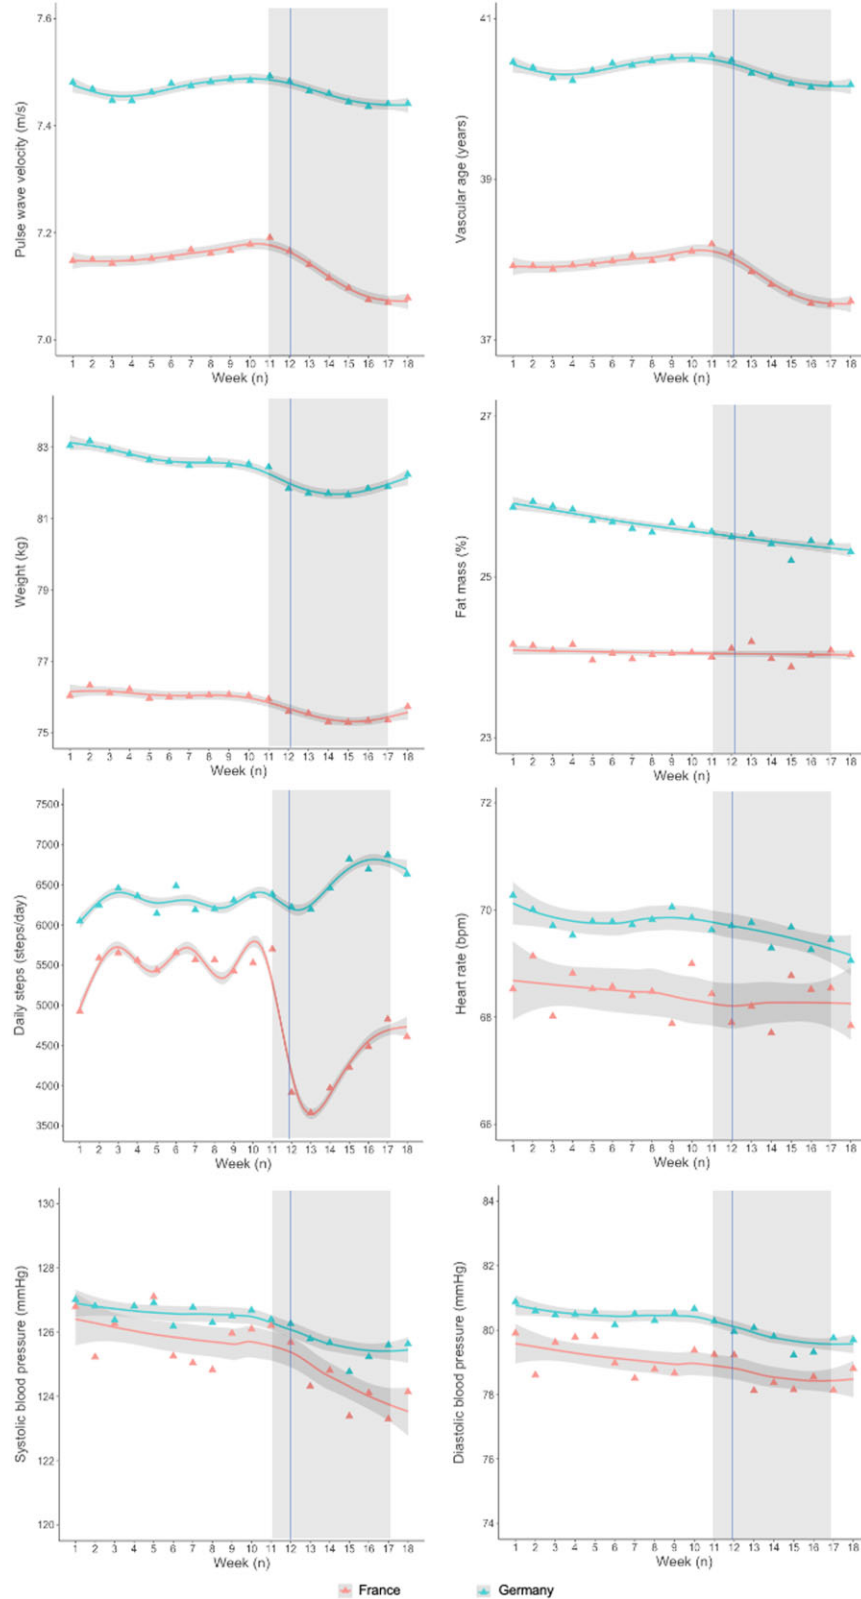 Pulse wave velocity (m/s)
7.6
7.4
7.2
7.0
1 2 3 4 5 6 7 8 9 10 11 12 13 14 15 16 17 18
Week (n)
Vascular age (years)
41
39
37
1 2 3 4 5 6 7 8 9 10 11 12 13 14 15 16 17 18
Week (n)
Weight (kg)
83
81
79
77
75
1 2 3 4 5 6 7 8 9 10 11 12 13 14 15 16 17 18
Week (n)
Fat mass (%)
27
25
23
1 2 3 4 5 6 7 8 9 10 11 12 13 14 15 16 17 18
Week (n)
Daily steps (steps/day)
7500
7000
6500
6000
5500
5000
4500
4000
3500
1 2 3 4 5 6 7 8 9 10 11 12 13 14 15 16 17 18
Week (n)
Heart rate (bpm)
72
70
68
66
1 2 3 4 5 6 7 8 9 10 11 12 13 14 15 16 17 18
Week (n)
Systolic blood pressure (mmHg)
130
128
126
124
122
120
1 2 3 4 5 6 7 8 9 10 11 12 13 14 15 16 17 18
Week (n)
Diastolic blood pressure (mmHg)
84
82
80
78
76
74
1 2 3 4 5 6 7 8 9 10 11 12 13 14 15 16 17 18
Week (n)
France Germany